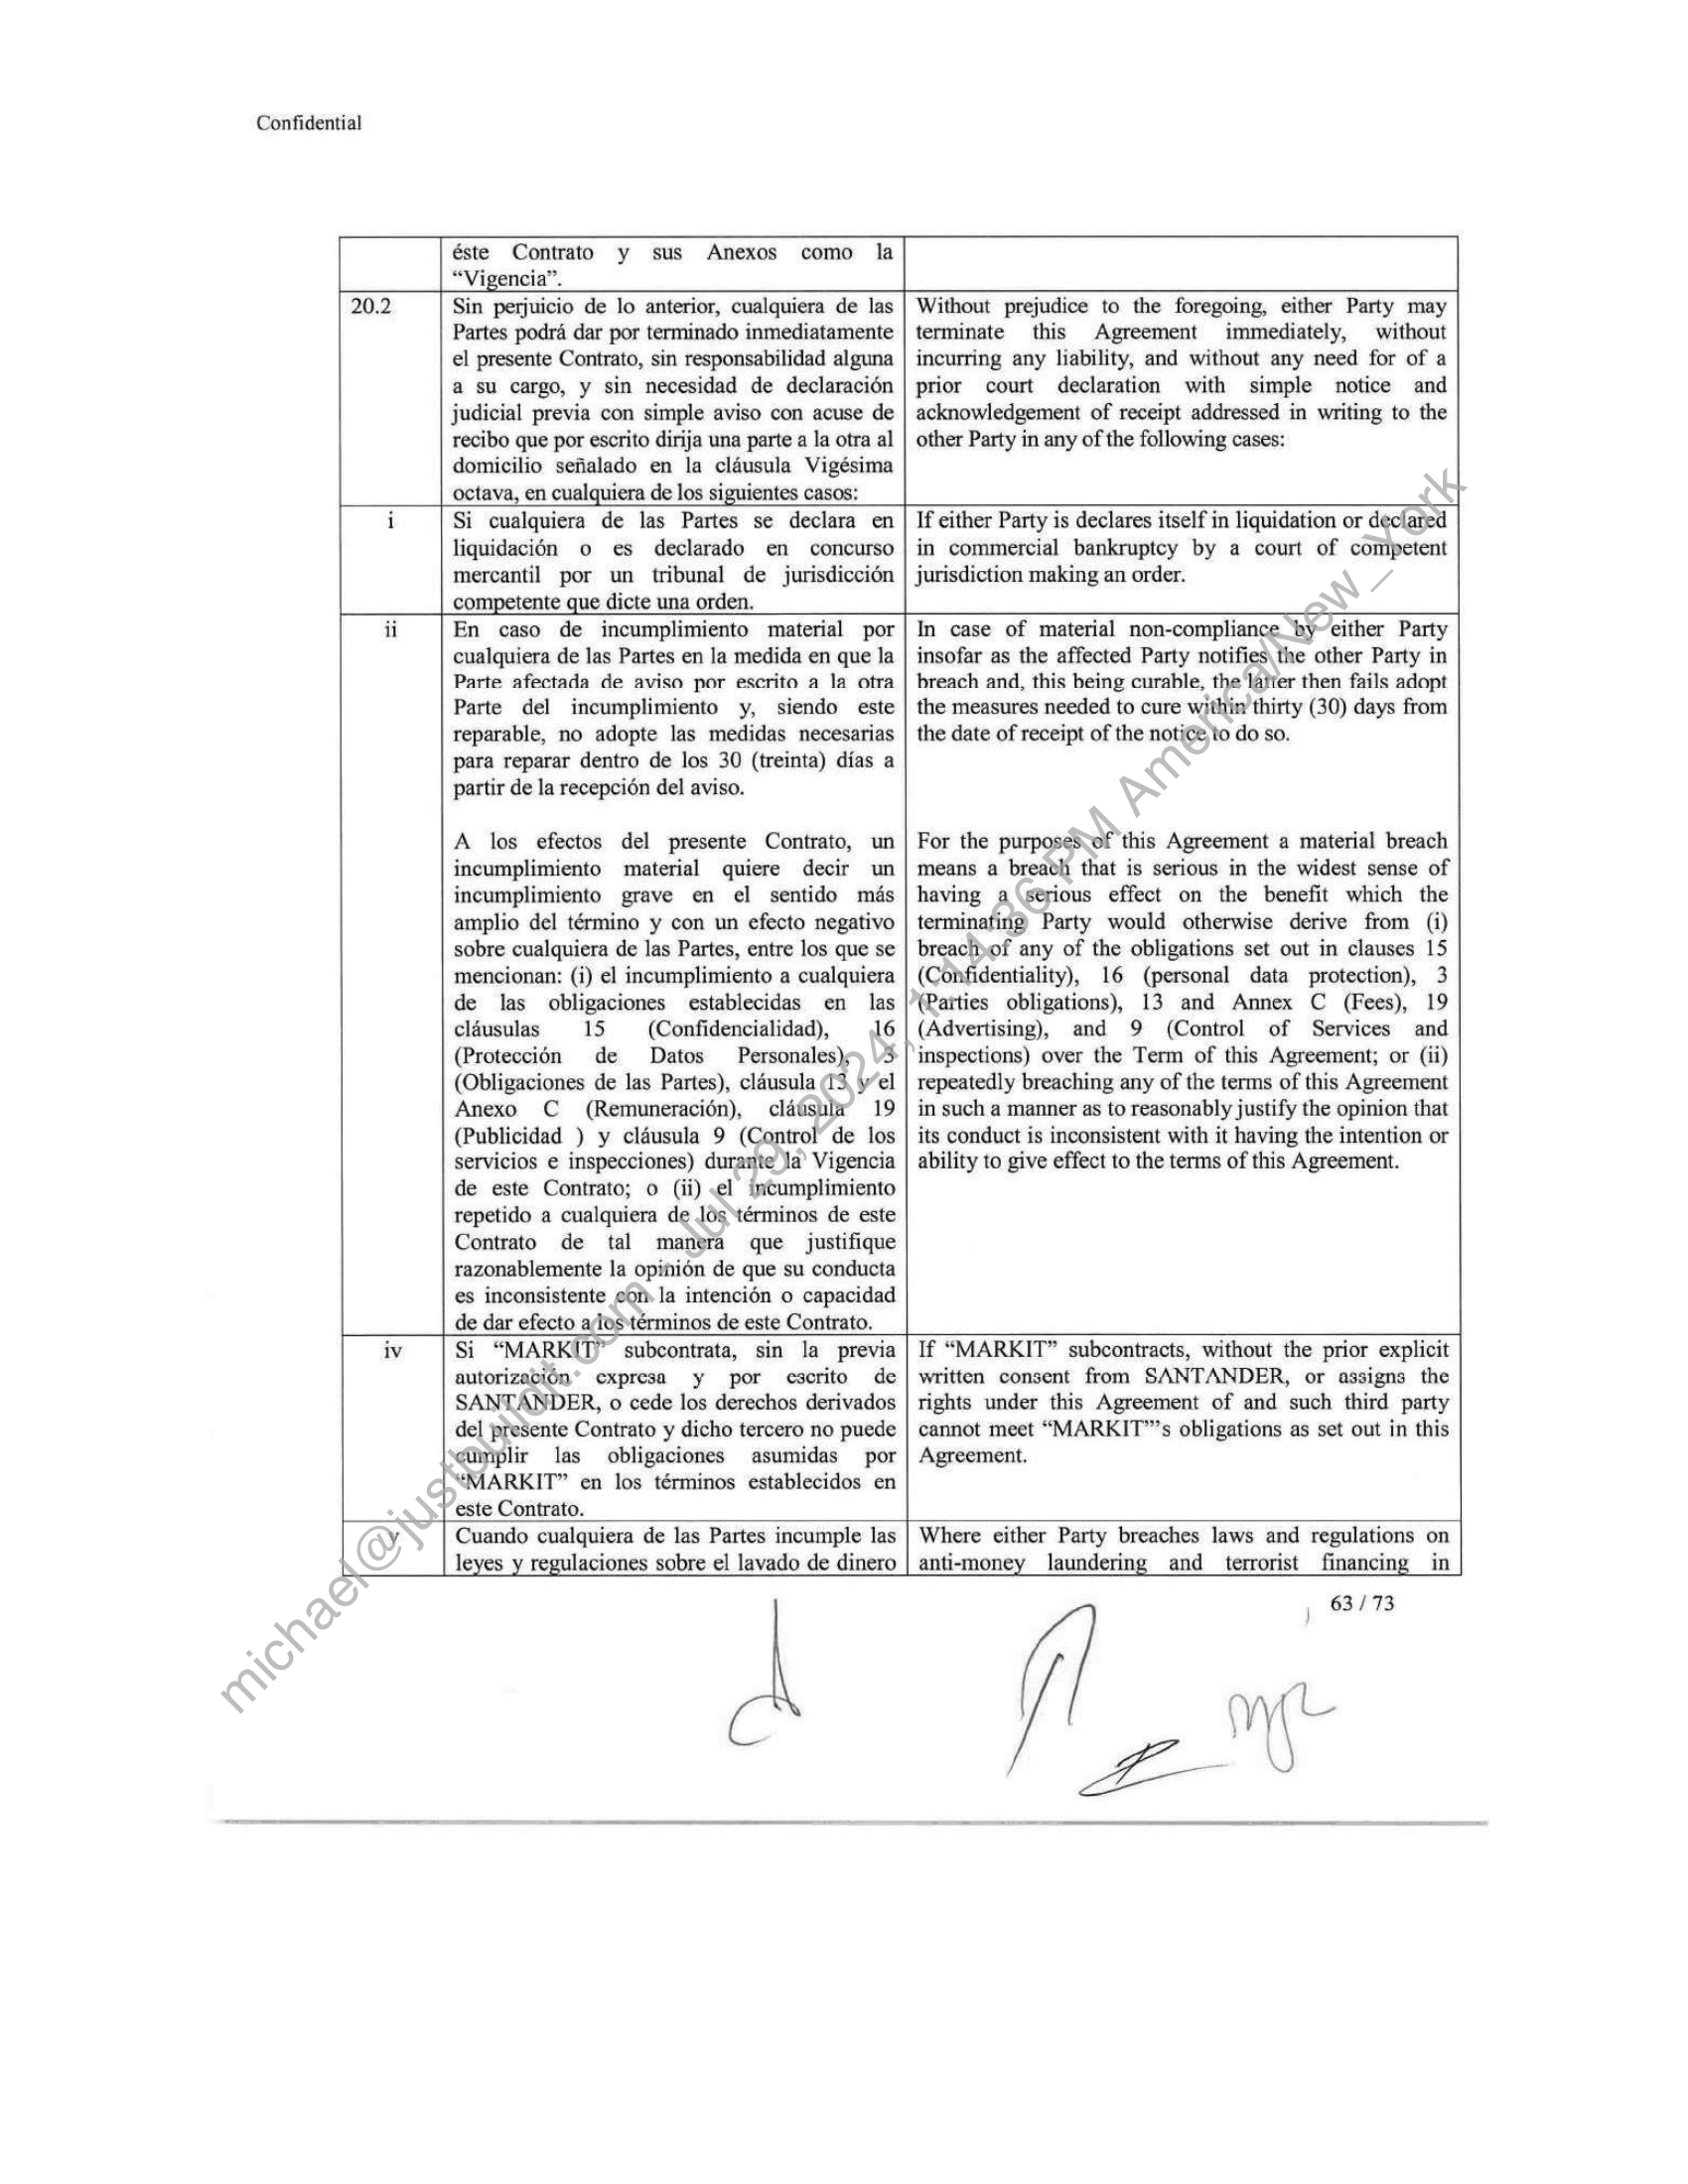 Confidential
éste Contrato y sus Anexos como la
“Vigencia”.
20.2
Sin perjuicio de lo anterior, cualquiera de las
Partes podrá dar por terminado inmediatamente
el presente Contrato, sin responsabilidad alguna
a su cargo, y sin necesidad de declaración
judicial previa con simple aviso con acuse de
recibo que por escrito dirija una parte a la otra al
domicilio señalado en la cláusula Vigésima
octava, en cualquiera de los siguientes casos:
Without prejudice to the foregoing, either Party may
terminate this Agreement immediately, without
incurring any liability, and without any need for of a
prior court declaration with simple notice and
acknowledgement of receipt addressed in writing to the
other Party in any of the following cases:
i
Si cualquiera de las Partes se declara en
liquidación o es declarado en concurso
mercantil por un tribunal de jurisdicción
competente que dicte una orden.
If either Party is declares itself in liquidation or declared
in commercial bankruptcy by a court of competent
jurisdiction making an order.
ii
En caso de incumplimiento material por
cualquiera de las Partes en la medida en que la
Parte afectada de aviso por escrito a la otra
Parte del incumplimiento y, siendo este
reparable, no adopte las medidas necesarias
para reparar dentro de los 30 (treinta) días a
partir de la recepción del aviso.
In case of material non-compliance by either Party
insofar as the affected Party notifies the other Party in
breach and, this being curable, the latter then fails adopt
the measures needed to cure within thirty (30) days from
the date of receipt of the notice to do so.
A los efectos del presente Contrato, un
incumplimiento material quiere decir un
incumplimiento grave en el sentido más
amplio del término y con un efecto negativo
sobre cualquiera de las Partes, entre los que se
mencionan: (i) el incumplimiento a cualquiera
de las obligaciones establecidas en las
cláusulas 15 (Confidencialidad), 16
(Protección de Datos Personales), 3
(Obligaciones de las Partes), cláusula 13 y el
Anexo C (Remuneración), cláusula 19
(Publicidad ) y cláusula 9 (Control de los
servicios e inspecciones) durante la Vigencia
de este Contrato; o (ii) el incumplimiento
repetido a cualquiera de los términos de este
Contrato de tal manera que justifique
razonablemente la opinión de que su conducta
es inconsistente con la intención o capacidad
de dar efecto a los términos de este Contrato.
For the purposes of this Agreement a material breach
means a breach that is serious in the widest sense of
having a serious effect on the benefit which the
terminating Party would otherwise derive from (i)
breach of any of the obligations set out in clauses 15
(Confidentiality), 16 (personal data protection), 3
(Parties obligations), 13 and Annex C (Fees), 19
(Advertising), and 9 (Control of Services and
inspections) over the Term of this Agreement; or (ii)
repeatedly breaching any of the terms of this Agreement
in such a manner as to reasonably justify the opinion that
its conduct is inconsistent with it having the intention or
ability to give effect to the terms of this Agreement.
iv
Si “MARKIT” subcontrata, sin la previa
autorización expresa y por escrito de
SANTANDER, o cede los derechos derivados
del presente Contrato y dicho tercero no puede
cumplir las obligaciones asumidas por
“MARKIT” en los términos establecidos en
este Contrato.
If “MARKIT” subcontracts, without the prior explicit
written consent from SANTANDER, or assigns the
rights under this Agreement of and such third party
cannot meet “MARKIT”’s obligations as set out in this
Agreement.
v
Cuando cualquiera de las Partes incumple las
leyes y regulaciones sobre el lavado de dinero
Where either Party breaches laws and regulations on
anti-money laundering and terrorist financing in
63 / 73
michael@justbuildit.com - Jul 29, 2024, 1:14:36 PM America/New_York